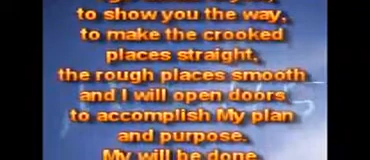 to show you the way,
to make the crooked
places straight,
the rough places smooth
and I will open doors
to accomplish My plan
and purpose.
My will be done